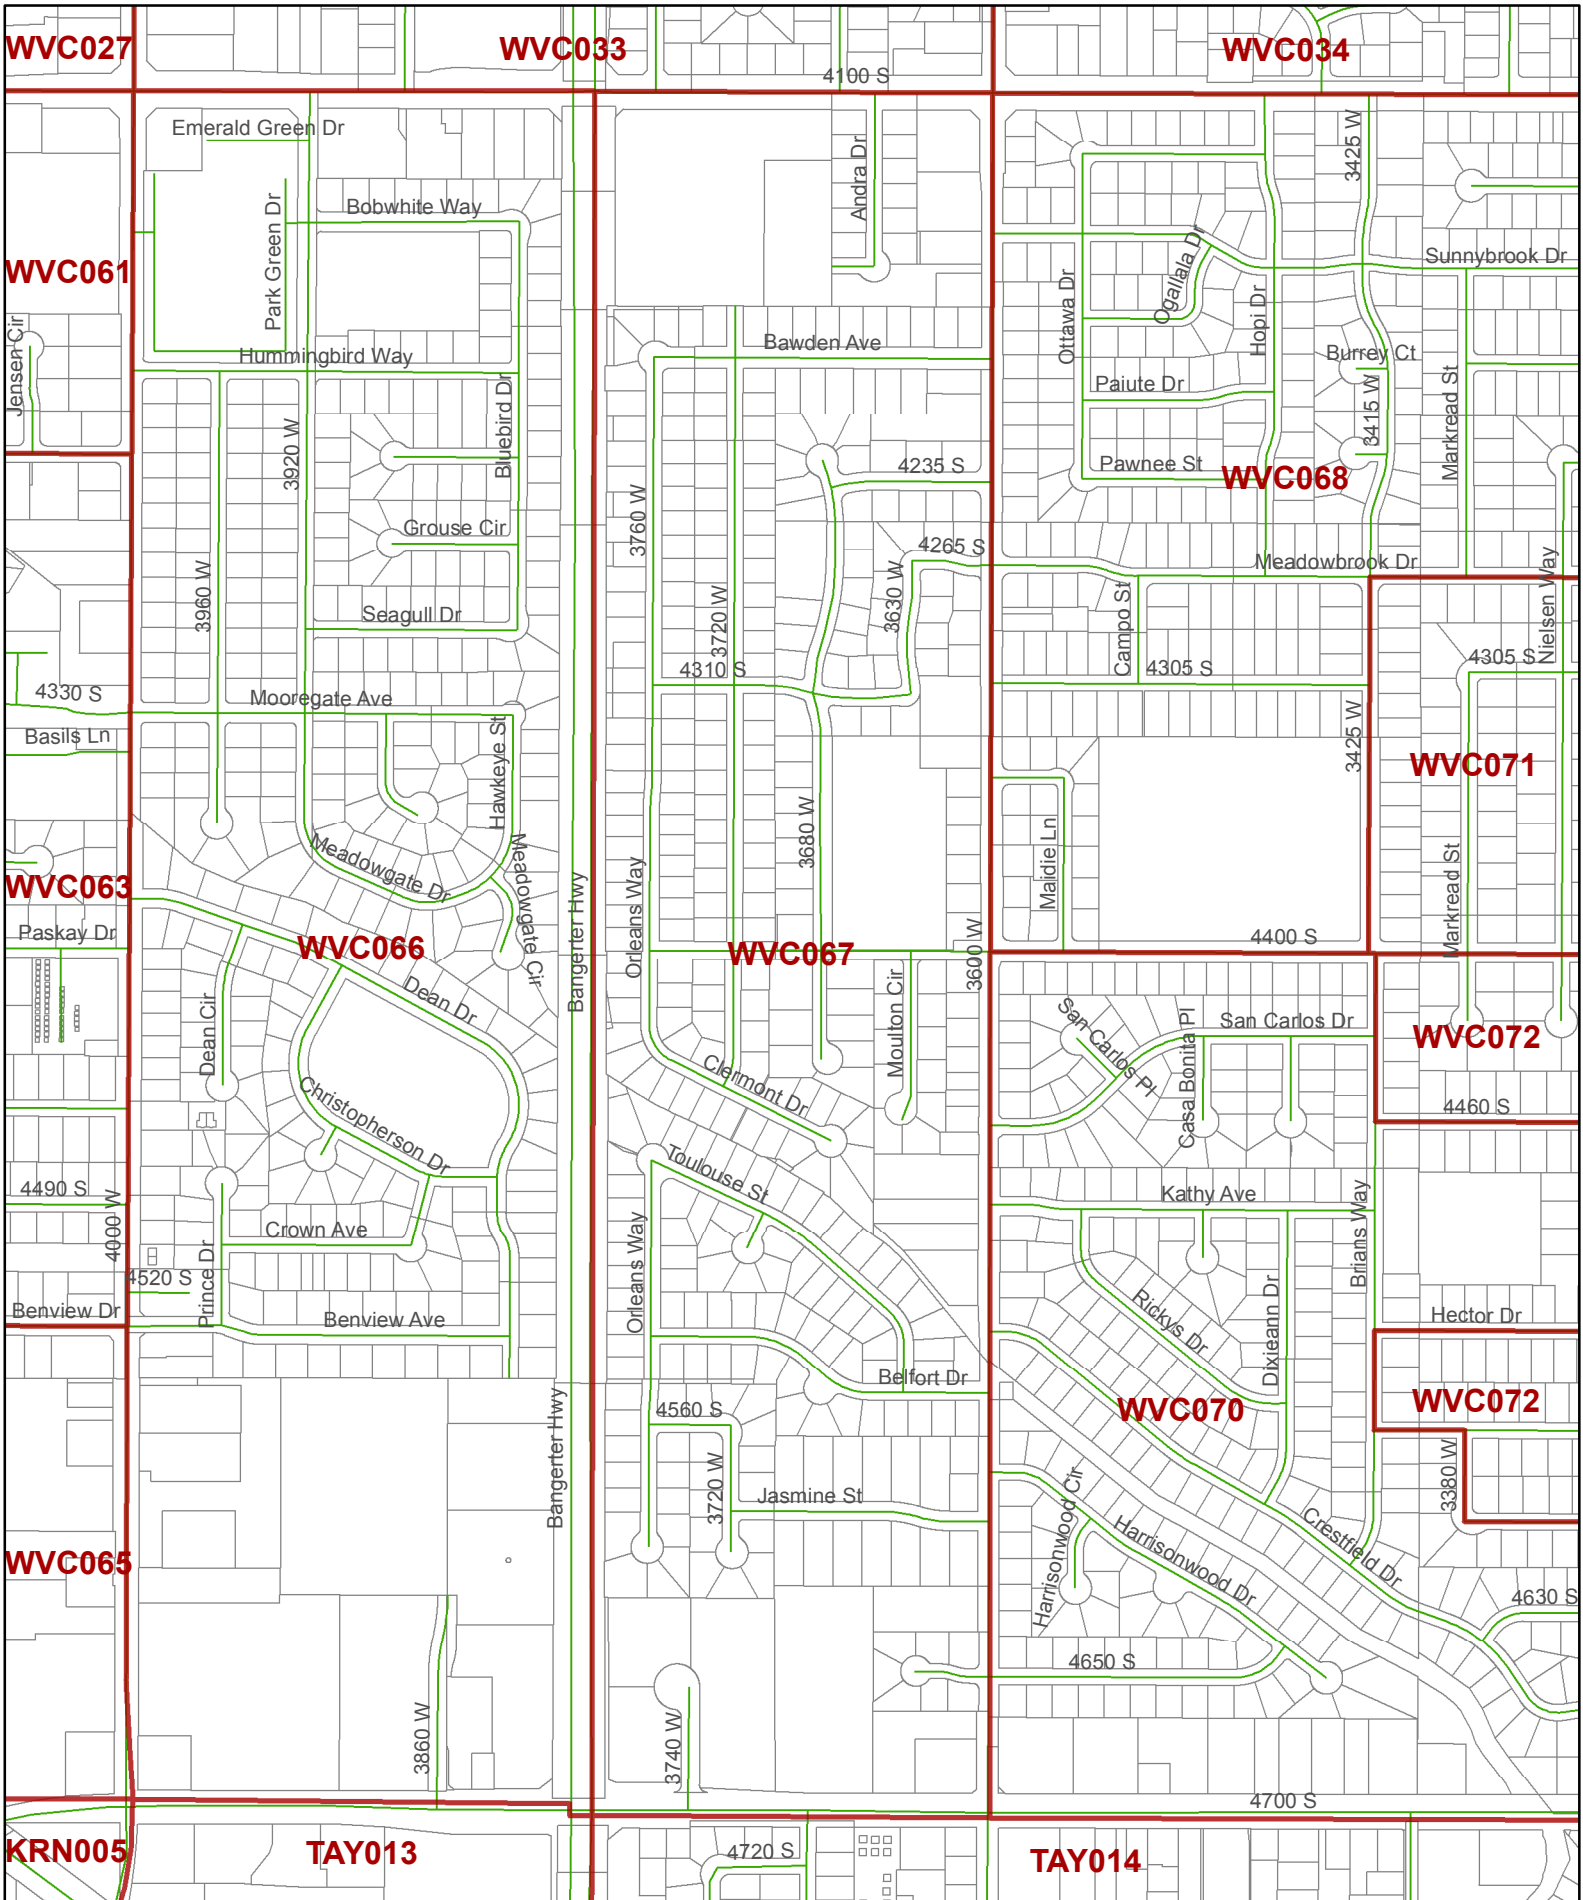 WVC027
WVC033
WVC034
4100 S
Emerald Green Dr
Andra Dr
3425 W
Park Green Dr
Bobwhite Way
WVC061
Ottawa Dr
Ogallala Dr
Hopi Dr
Sunnybrook Dr
Jensen Cir
Hummingbird Way
Bawden Ave
Burrey Ct
Bluebird Dr
Paiute Dr
3415 W
Markread St
3920 W
4235 S
Pawnee St
WVC068
3760 W
Grouse Cir
4265 S
Meadowbrook Dr
3960 W
Seagull Dr
3720 W
3630 W
Campo St
Nielsen Way
4310 S
4305 S
4305 S
4330 S
Mooregate Ave
Basils Ln
Hawkeye St
3425 W
WVC071
3680 W
Maidie Ln
Meadowgate Dr
Meadowgate Cir
WVC063
Orleans Way
Bangerter Hwy
Markread St
Paskay Dr
WVC066
WVC067
3600 W
4400 S
Dean Dr
Dean Cir
Moulton Cir
San Carlos Pl
Casa Bonita Pl
San Carlos Dr
WVC072
Clermont Dr
Christopherson Dr
4460 S
Toulouse St
4490 S
4000 W
Kathy Ave
Brians Way
Crown Ave
Orleans Way
4520 S
Prince Dr
Benview Dr
Benview Ave
Rickys Dr
Dixieann Dr
Hector Dr
Belfort Dr
WVC070
WVC072
4560 S
Bangerter Hwy
3720 W
Jasmine St
Harrisonwood Cir
Harrisonwood Dr
3380 W
Crestfield Dr
WVC065
4630 S
4650 S
3860 W
3740 W
4700 S
KRN005
TAY013
4720 S
TAY014